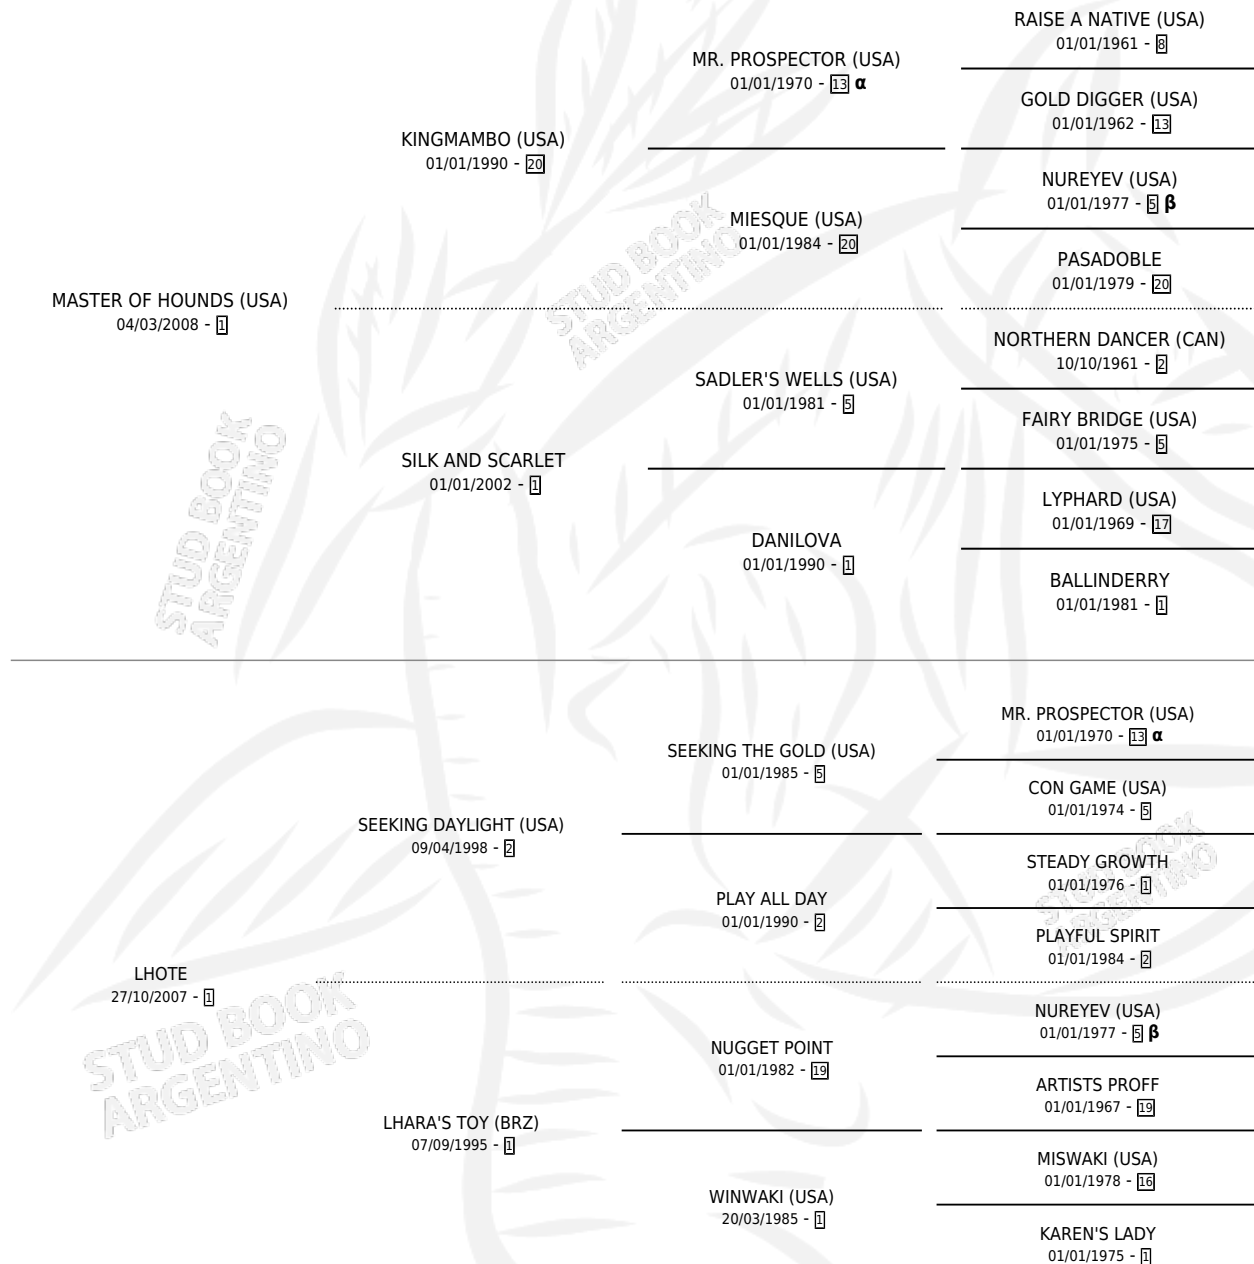 RAISE A NATIVE (USA)
01/01/1961 - 8
MR. PROSPECTOR (USA)
01/01/1970 - 13 α
GOLD DIGGER (USA)
01/01/1962 - 13
KINGMAMBO (USA)
01/01/1990 - 20
NUREYEV (USA)
01/01/1977 - 5 β
MIESQUE (USA)
01/01/1984 - 20
PASADOBLE
01/01/1979 - 20
MASTER OF HOUNDS (USA)
04/03/2008 - 1
STUD BOOK
ARGENTINO
NORTHERN DANCER (CAN)
10/10/1961 - 2
SADLER'S WELLS (USA)
01/01/1981 - 5
FAIRY BRIDGE (USA)
01/01/1975 - 5
SILK AND SCARLET
01/01/2002 - 1
LYPHARD (USA)
01/01/1969 - 17
DANILOVA
01/01/1990 - 1
BALLINDERRY
01/01/1981 - 1
STUD BOOK
ARGENTINO
MR. PROSPECTOR (USA)
01/01/1970 - 13 α
SEEKING THE GOLD (USA)
01/01/1985 - 5
CON GAME (USA)
01/01/1974 - 5
SEEKING DAYLIGHT (USA)
09/04/1998 - 2
STEADY GROWTH
01/01/1976 - 1
PLAY ALL DAY
01/01/1990 - 2
PLAYFUL SPIRIT
01/01/1984 - 2
STUD BOOK
ARGENTINO
LHOTE
27/10/2007 - 1
NUREYEV (USA)
01/01/1977 - 5 β
NUGGET POINT
01/01/1982 - 19
ARTISTS PROFF
01/01/1967 - 19
STUD BOOK
ARGENTINO
LHARA'S TOY (BRZ)
07/09/1995 - 1
MISWAKI (USA)
01/01/1978 - 16
WINWAKI (USA)
20/03/1985 - 1
KAREN'S LADY
01/01/1975 - 1